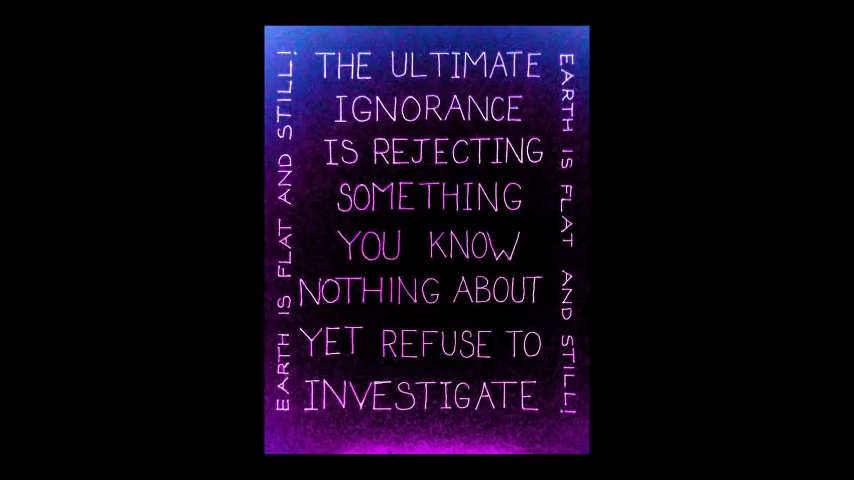 THE ULTIMATE
IGNORANCE
IS REJECTING
SOMETHING
YOU KNOW
NOTHING ABOUT
YET REFUSE TO
INVESTIGATE
EARTH IS FLAT AND STILL!
EARTH IS FLAT AND STILL!